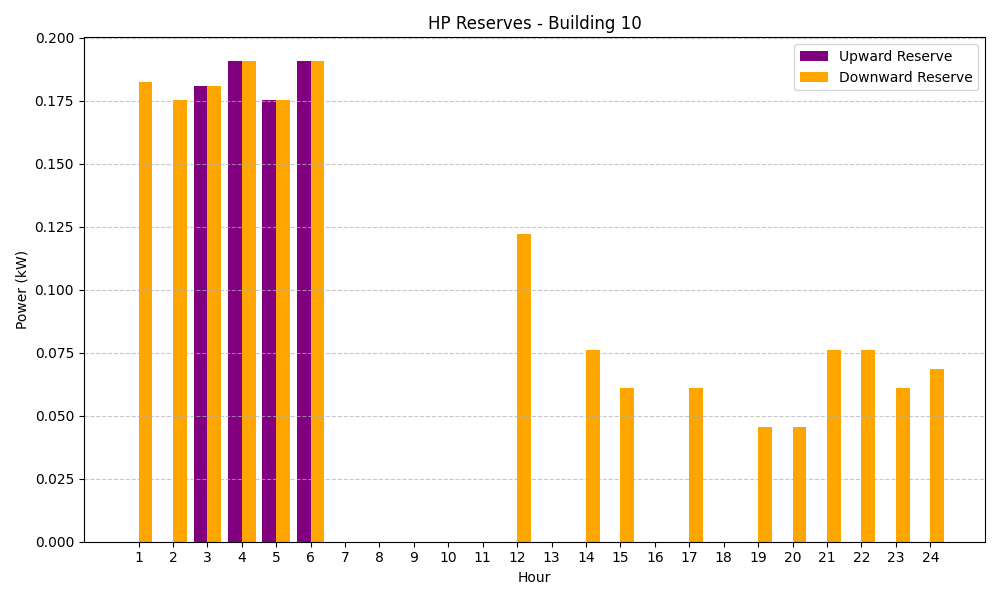 HP Reserves - Building 10
Upward Reserve
Downward Reserve
Power (kW)
0.200
0.175
0.150
0.125
0.100
0.075
0.050
0.025
0.000
1 2 3 4 5 6 7 8 9 10 11 12 13 14 15 16 17 18 19 20 21 22 23 24
Hour